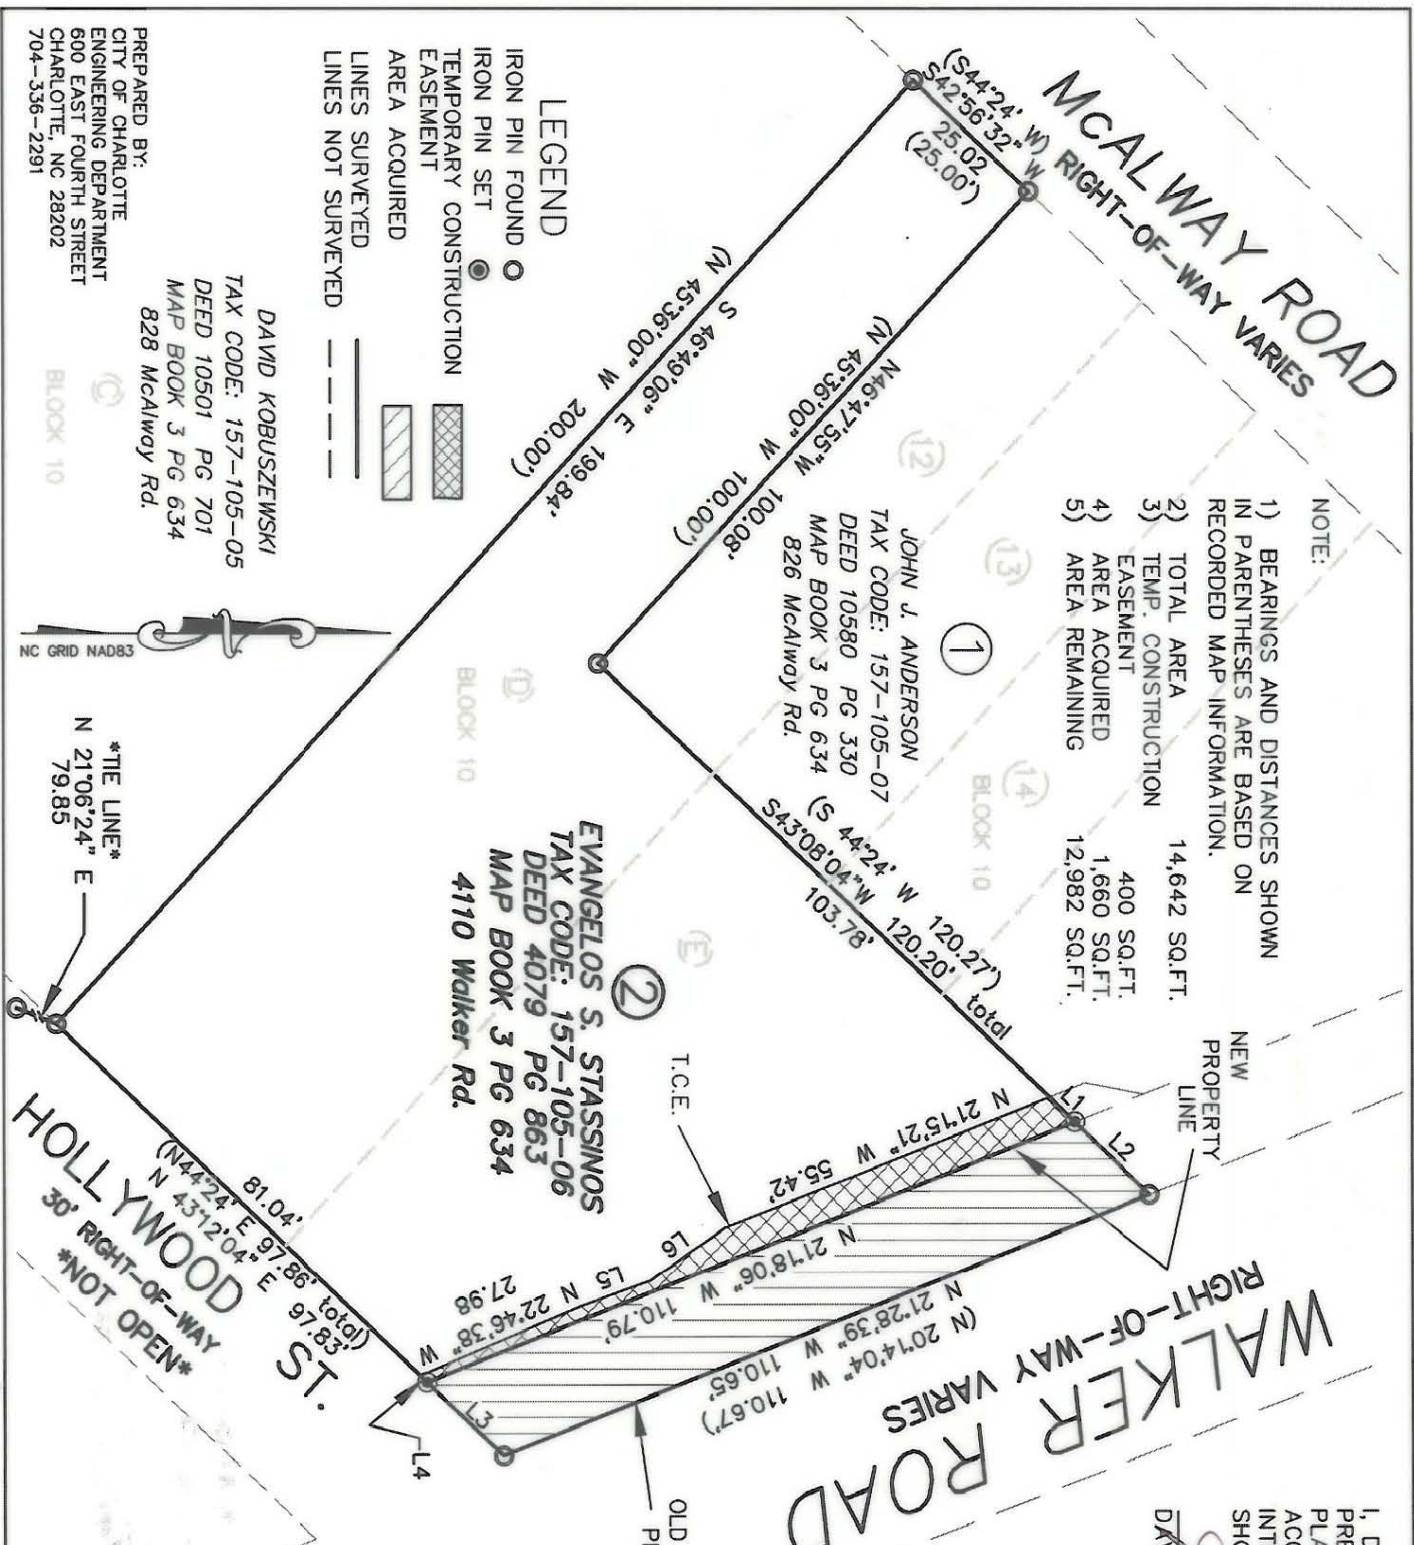 McALWAY ROAD
RIGHT-OF-WAY VARIES
(S44°24' W)
S42°56'32" W
25.02
(25.00')
NOTE:
1) BEARINGS AND DISTANCES SHOWN
IN PARENTHESES ARE BASED ON
RECORDED MAP INFORMATION.
2) TOTAL AREA 14,642 SQ.FT.
3) TEMP. CONSTRUCTION
EASEMENT 400 SQ.FT.
4) AREA ACQUIRED 1,660 SQ.FT.
5) AREA REMAINING 12,982 SQ.FT.
NEW
PROPERTY
LINE
(12)
(13)
(14)
BLOCK 10
(N 45°36'00" W 100.00')
N46°47'55"W 100.08'
1
JOHN J. ANDERSON
TAX CODE: 157-105-07
DEED 10580 PG 330
MAP BOOK 3 PG 634
826 McAlway Rd.
(S 44°24' W 120.27')
S43°08'04"W 120.20' total
103.78'
(E)
L1
L2
WALKER ROAD
RIGHT-OF-WAY VARIES
(N 20°14'04" W 110.67')
N 21°28'39" W 110.65'
N 21°18'06" W 110.79'
N 21°15'21" W
55.42'
T.C.E.
L6
L5
N 22°46'38" W
27.98
L3
L4
OLD
2
EVANGELOS S. STASSINOS
TAX CODE: 157-105-06
DEED 4079 PG 863
MAP BOOK 3 PG 634
4110 Walker Rd.
(D)
BLOCK 10
S 46°49'06" E 199.84'
(N 45°36'00" W 200.00')
LEGEND
IRON PIN FOUND
IRON PIN SET
TEMPORARY CONSTRUCTION
EASEMENT
AREA ACQUIRED
LINES SURVEYED
LINES NOT SURVEYED
DAVID KOBUSZEWSKI
TAX CODE: 157-105-05
DEED 10501 PG 701
MAP BOOK 3 PG 634
828 McAlway Rd.
(C)
BLOCK 10
NC GRID NAD83
*TIE LINE*
N 21°06'24" E
79.85
81.04'
(N44°24' E 97.86' total)
N 43°12'04" E 97.83'
HOLLYWOOD ST.
30' RIGHT-OF-WAY
*NOT OPEN*
PREPARED BY:
CITY OF CHARLOTTE
ENGINEERING DEPARTMENT
600 EAST FOURTH STREET
CHARLOTTE, NC 28202
704-336-2291